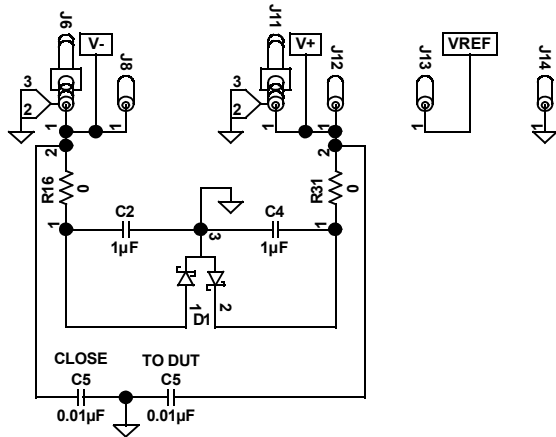 J6
V-
J8
J11
V+
J12
J13
VREF
J14
3
2
1
1
3
2
1
1
1
1
2
2
R16
0
R31
0
1
C2
1µF
3
C4
1µF
1
1
2
D1
CLOSE
TO DUT
C5
0.01µF
C5
0.01µF